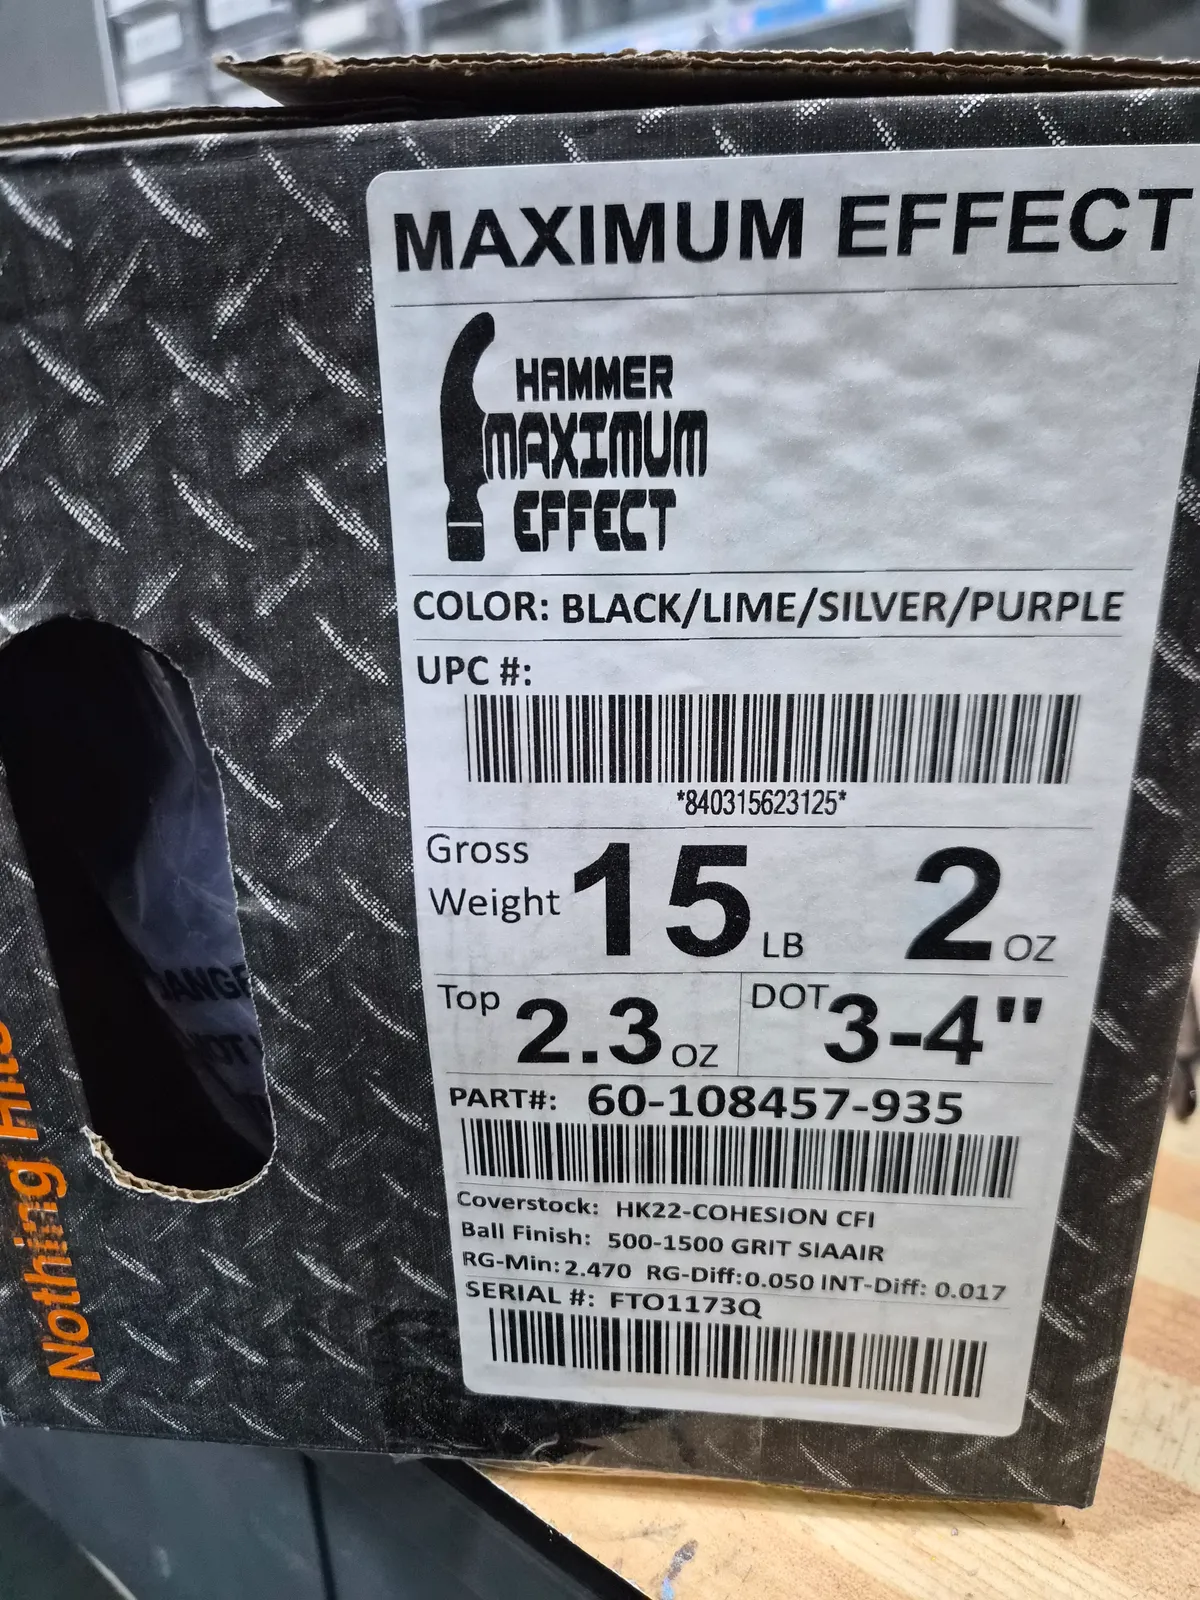 MAXIMUM EFFECT
HAMMER
MAXIMUM
EFFECT
COLOR: BLACK/LIME/SILVER/PURPLE
UPC #:
*840315623125*
Gross
Weight 15 LB 2 OZ
Top 2.3 OZ DOT 3-4"
PART#: 60-108457-935
Coverstock: HK22-COHESION CFI
Ball Finish: 500-1500 GRIT SIAAIR
RG-Min: 2.470 RG-Diff: 0.050 INT-Diff: 0.017
SERIAL #: FTO1173Q
Nothing